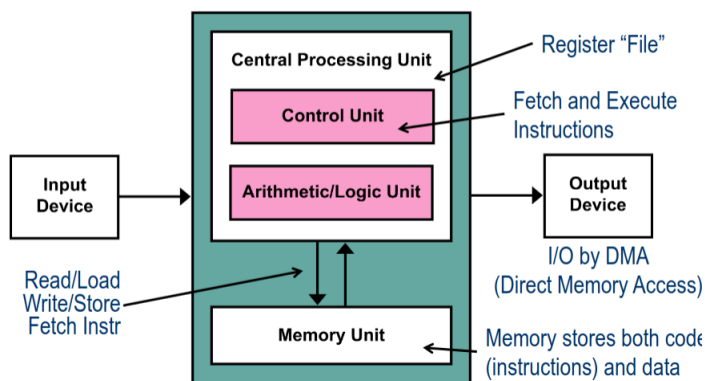 Central Processing Unit
Register “File”
Control Unit
Fetch and Execute
Instructions
Input
Device
Arithmetic/Logic Unit
Output
Device
I/O by DMA
(Direct Memory Access)
Read/Load
Write/Store
Fetch Instr
Memory Unit
Memory stores both code
(instructions) and data